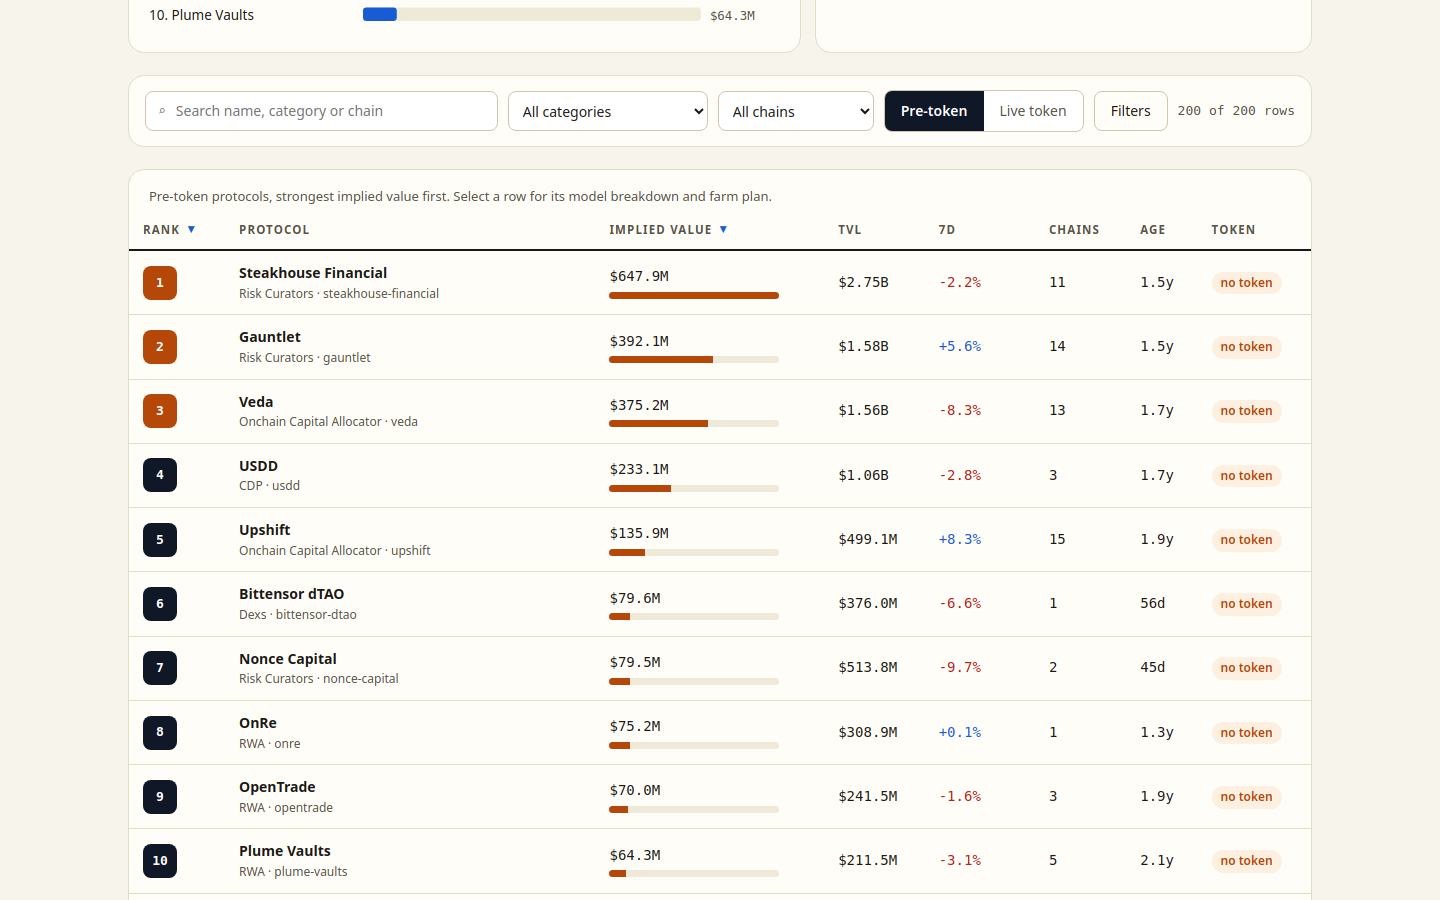 10. Plume Vaults $64.3M
Search name, category or chain All categories All chains Pre-token Live token Filters 200 of 200 rows
Pre-token protocols, strongest implied value first. Select a row for its model breakdown and farm plan.
RANK ▼ PROTOCOL IMPLIED VALUE ▼ TVL 7D CHAINS AGE TOKEN
1 Steakhouse Financial $647.9M $2.75B -2.2% 11 1.5y no token
Risk Curators · steakhouse-financial
2 Gauntlet $392.1M $1.58B +5.6% 14 1.5y no token
Risk Curators · gauntlet
3 Veda $375.2M $1.56B -8.3% 13 1.7y no token
Onchain Capital Allocator · veda
4 USDD $233.1M $1.06B -2.8% 3 1.7y no token
CDP · usdd
5 Upshift $135.9M $499.1M +8.3% 15 1.9y no token
Onchain Capital Allocator · upshift
6 Bittensor dTAO $79.6M $376.0M -6.6% 1 56d no token
Dexs · bittensor-dtao
7 Nonce Capital $79.5M $513.8M -9.7% 2 45d no token
Risk Curators · nonce-capital
8 OnRe $75.2M $308.9M +0.1% 1 1.3y no token
RWA · onre
9 OpenTrade $70.0M $241.5M -1.6% 3 1.9y no token
RWA · opentrade
10 Plume Vaults $64.3M $211.5M -3.1% 5 2.1y no token
RWA · plume-vaults